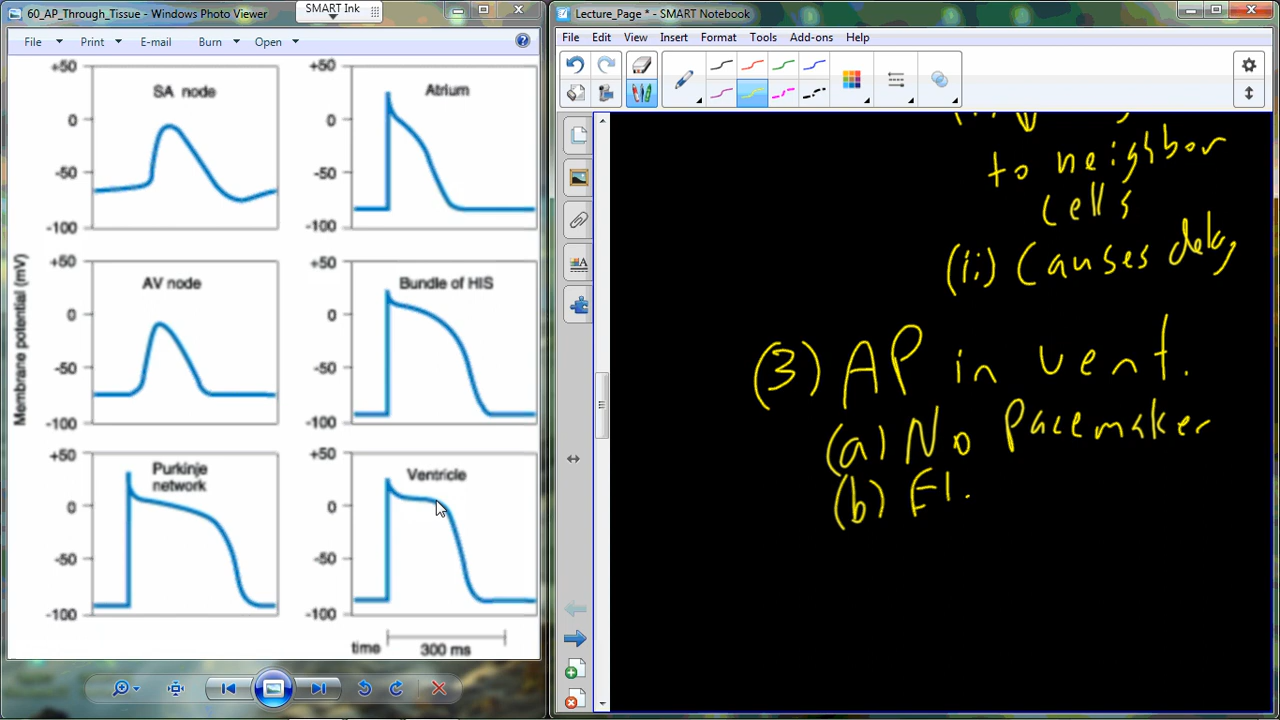 60_AP_Through_Tissue - Windows Photo Viewer
SMART Ink
File Print E-mail Burn Open
Membrane potential (mV)
+50
0
-50
-100
SA node
+50
0
-50
-100
Atrium
+50
0
-50
-100
AV node
+50
0
-50
-100
Bundle of HIS
+50
0
-50
-100
Purkinje
network
+50
0
-50
-100
Ventricle
time 300 ms
Lecture_Page * - SMART Notebook
File Edit View Insert Format Tools Add-ons Help
to neighbor
cells
(ii) Causes delay
(3) AP in vent.
(a) No Pacemaker
(b) Fl.